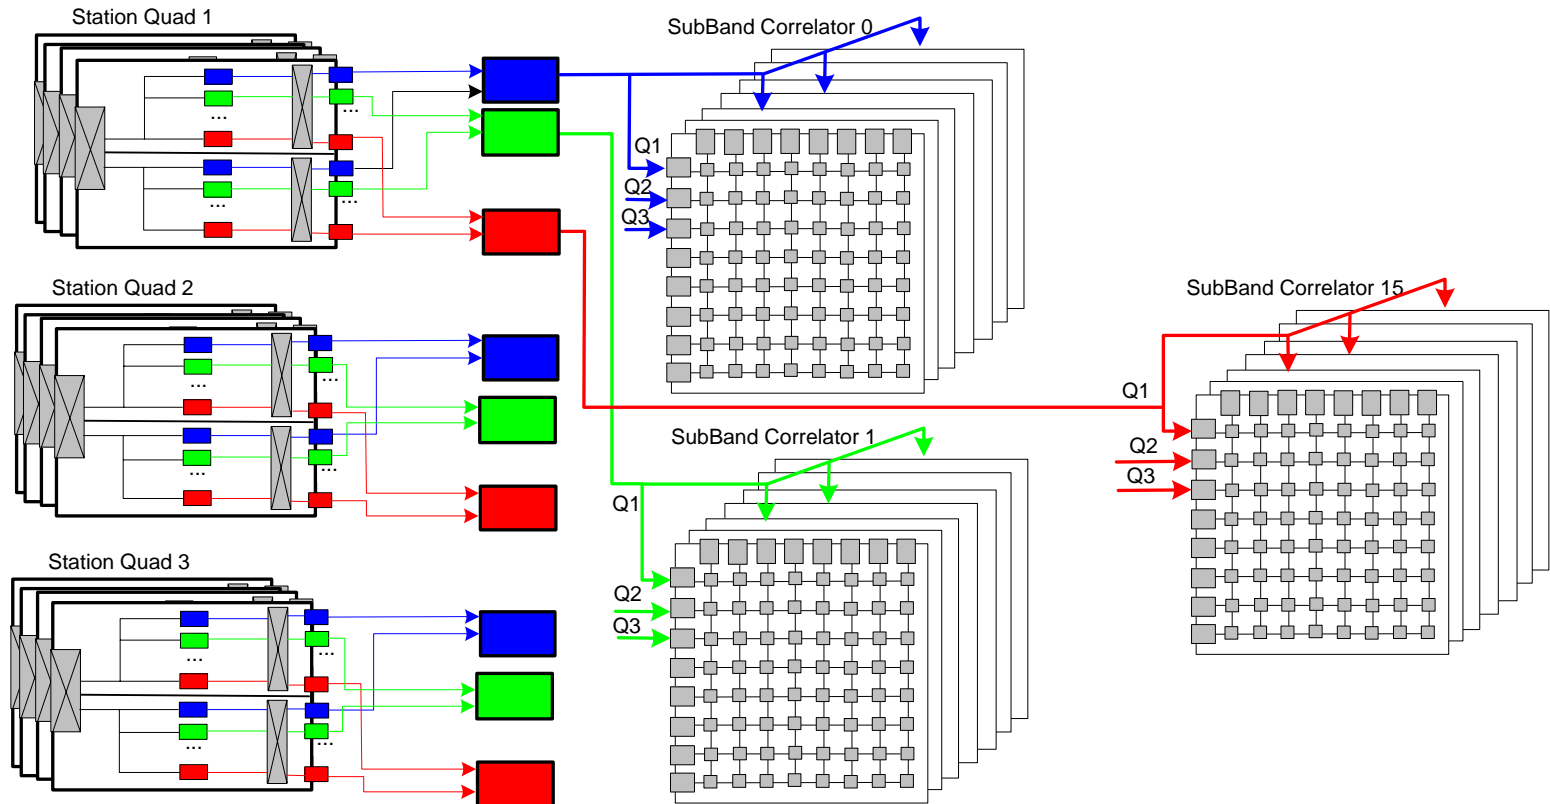 Station Quad 1
SubBand Correlator 0
...
...
Q1
...
...
Q2
Q3
Station Quad 2
SubBand Correlator 15
...
...
Q1
SubBand Correlator 1
...
...
Q2
Q3
Q1
Station Quad 3
Q2
Q3
...
...
...
...